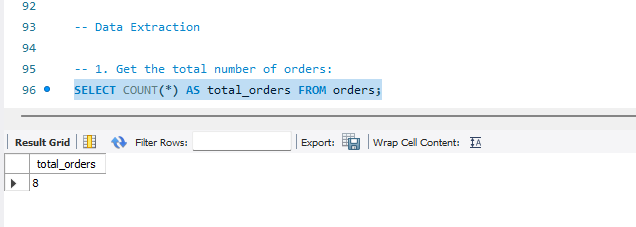 92
93 -- Data Extraction
94
95 -- 1. Get the total number of orders:
96 SELECT COUNT(*) AS total_orders FROM orders;
Result Grid Filter Rows: Export: Wrap Cell Content: IA
total_orders
8